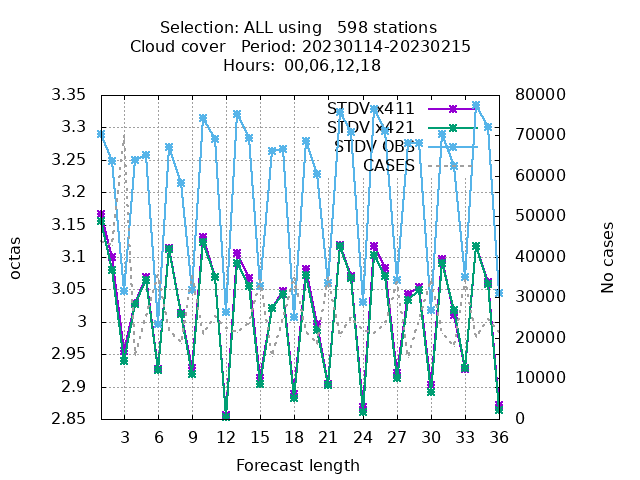 Selection: ALL using   598 stations
Cloud cover   Period: 20230114-20230215
Hours:  00,06,12,18
3.35
3.3
3.25
3.2
3.15
3.1
3.05
3
2.95
2.9
2.85
octas
80000
70000
60000
50000
40000
30000
20000
10000
0
No cases
STDV x411
STDV x421
STDV OBS
CASES
3 6 9 12 15 18 21 24 27 30 33 36
Forecast length